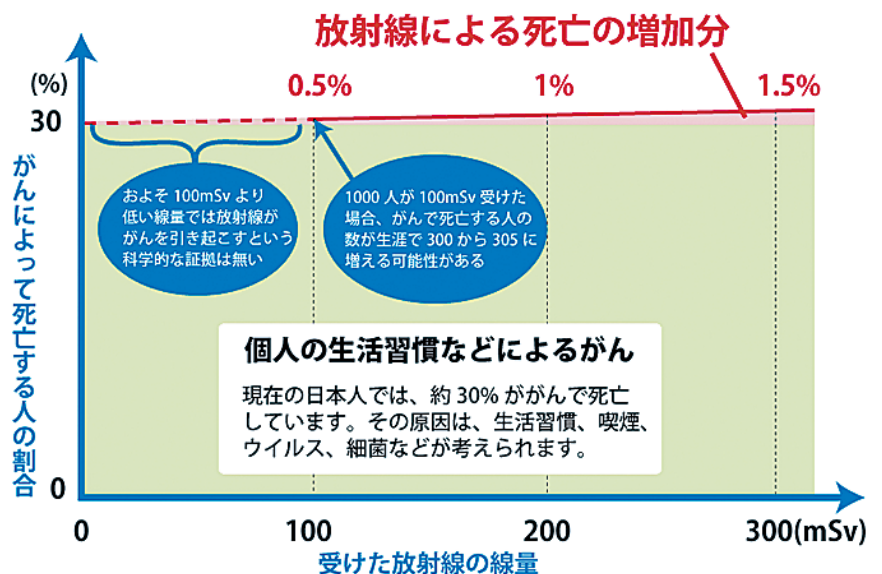 放射線による死亡の増加分
(%)
0.5%
1%
1.5%
30
がんによって死亡する人の割合
およそ 100mSv より
低い線量では放射線が
がんを引き起こすという
科学的な証拠は無い
1000 人が 100mSv 受けた
場合、がんで死亡する人の
数が生涯で 300 から 305 に
増える可能性がある
個人の生活習慣などによるがん
現在の日本人では、約 30% ががんで死亡
しています。その原因は、生活習慣、喫煙、
ウイルス、細菌などが考えられます。
0
0
100
200
300(mSv)
受けた放射線の線量